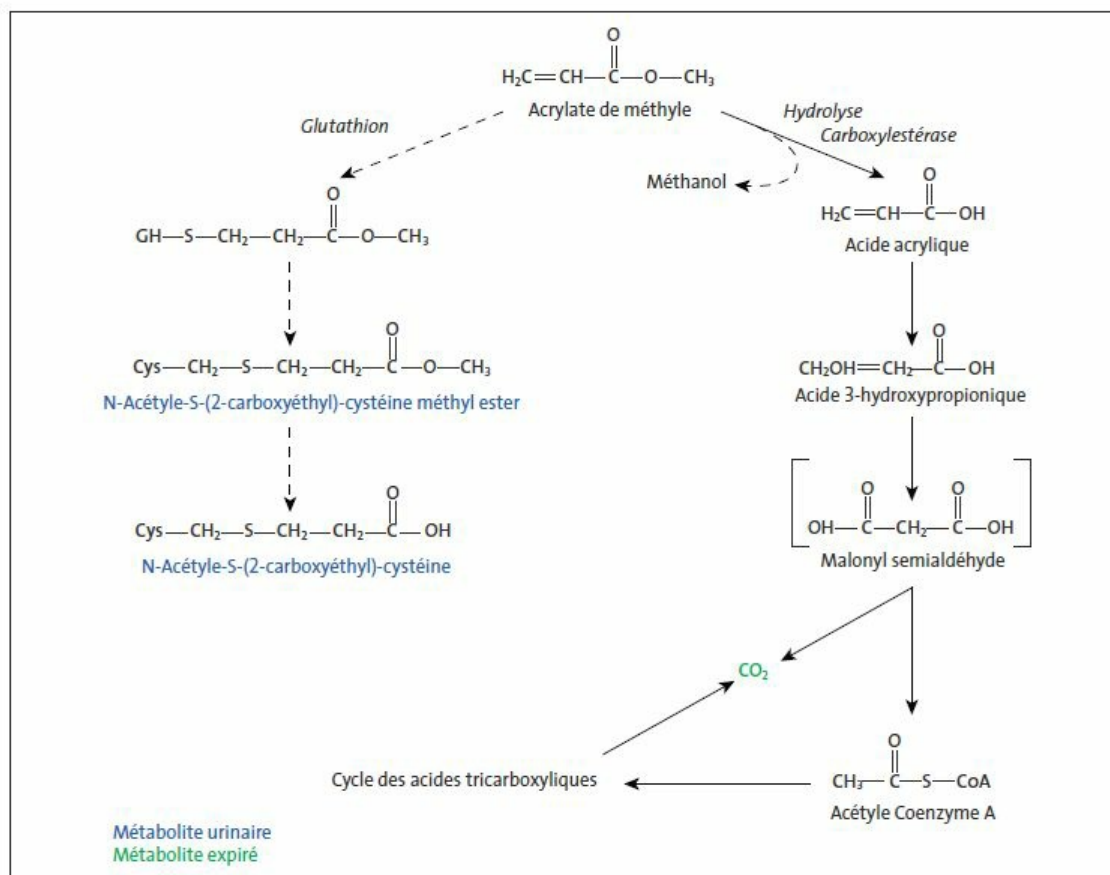 O
H₂C=CH—C—O—CH₃
Acrylate de méthyle
Glutathion
Hydrolyse
Carboxylestérase
Méthanol
O
GH—S—CH₂—CH₂—C—O—CH₃
O
H₂C=CH—C—OH
Acide acrylique
O
Cys—CH₂—S—CH₂—CH₂—C—O—CH₃
N-Acétyle-S-(2-carboxyéthyl)-cystéine méthyl ester
O
CH₂OH=CH₂—C—OH
Acide 3-hydroxypropionique
O
Cys—CH₂—S—CH₂—CH₂—C—OH
N-Acétyle-S-(2-carboxyéthyl)-cystéine
O O
OH—C—CH₂—C—OH
Malonyl semialdéhyde
CO₂
Cycle des acides tricarboxyliques
O
CH₃—C—S—CoA
Acétyle Coenzyme A
Métabolite urinaire
Métabolite expiré